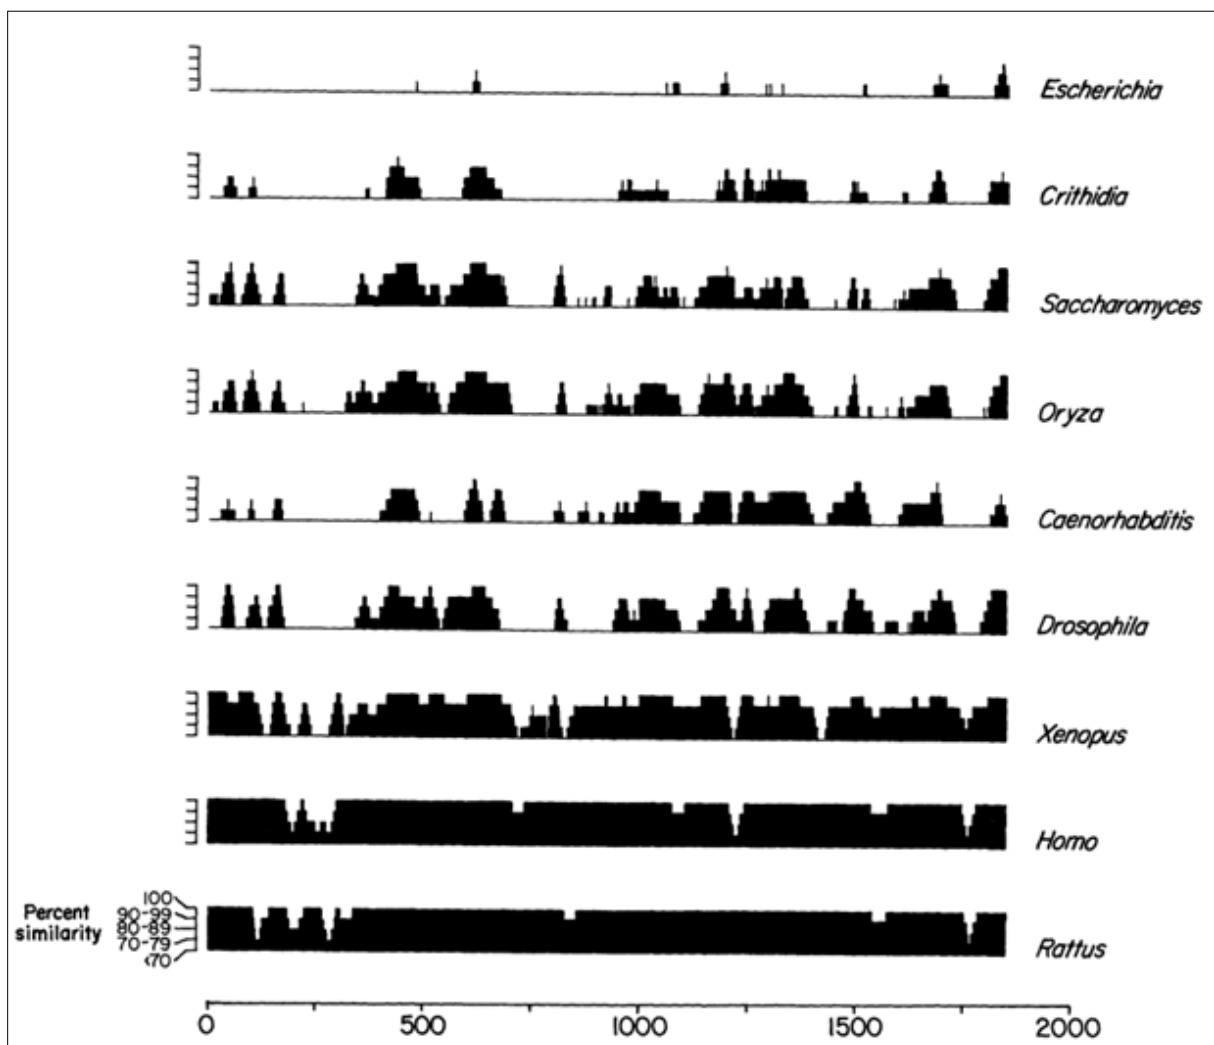 Escherichia
Crithidia
Saccharomyces
Oryza
Caenorhabditis
Drosophila
Xenopus
Homo
Percent
similarity
100
90-99
80-89
70-79
<70
Rattus
0 500 1000 1500 2000